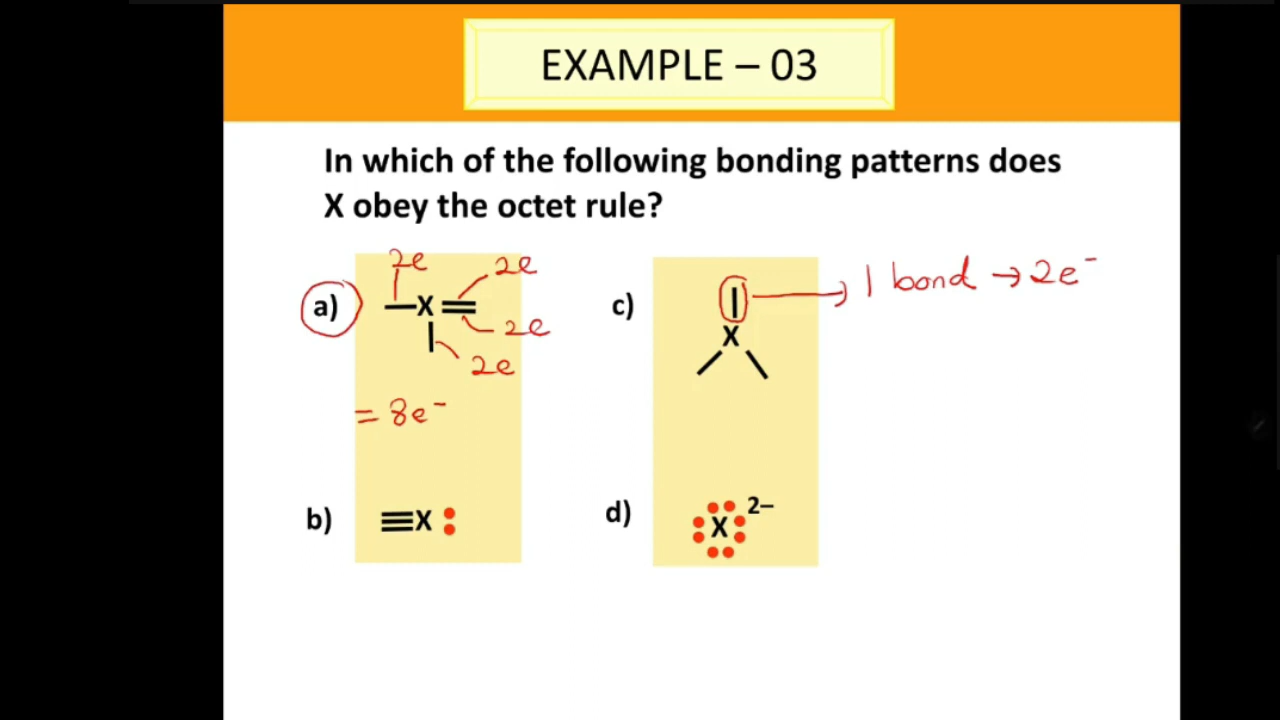 EXAMPLE – 03
In which of the following bonding patterns does
X obey the octet rule?
a)
2e
2e
–X=
2e
2e
= 8e⁻
c)
X
1 bond → 2e⁻
b)
≡X:
d)
X 2–